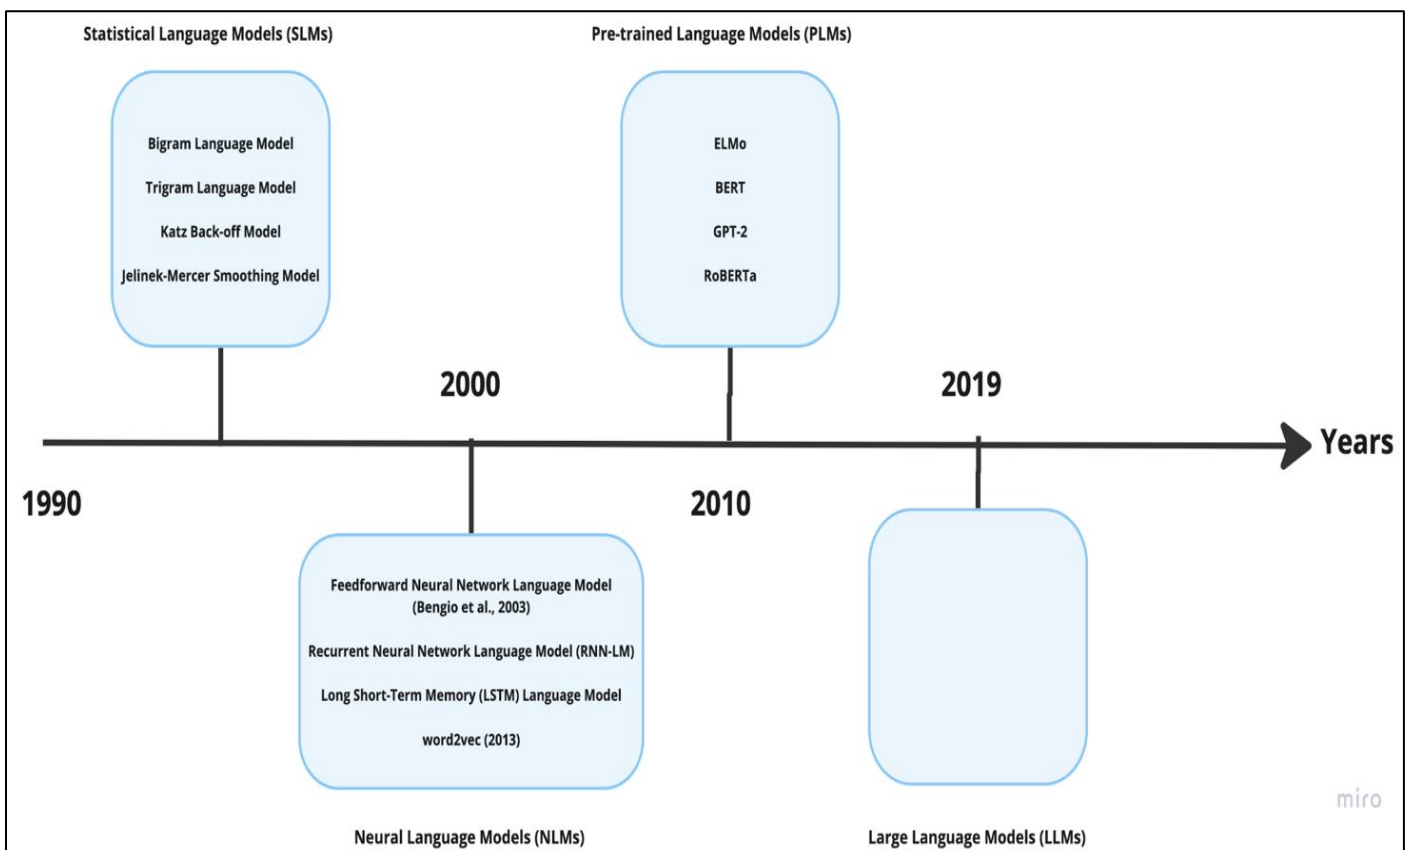 Statistical Language Models (SLMs)
Pre-trained Language Models (PLMs)
Bigram Language Model
Trigram Language Model
Katz Back-off Model
Jelinek-Mercer Smoothing Model
ELMo
BERT
GPT-2
RoBERTa
2000
2019
Years
1990
2010
Feedforward Neural Network Language Model
(Bengio et al., 2003)
Recurrent Neural Network Language Model (RNN-LM)
Long Short-Term Memory (LSTM) Language Model
word2vec (2013)
miro
Neural Language Models (NLMs)
Large Language Models (LLMs)